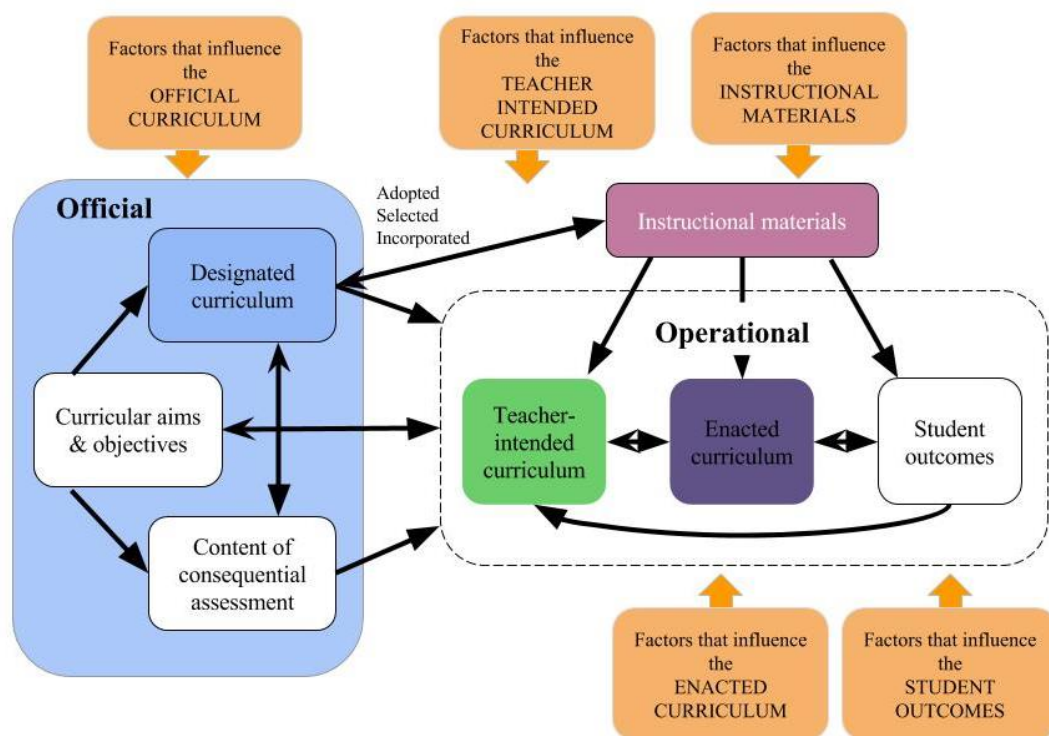 Factors that influence
the
OFFICIAL
CURRICULUM
Factors that influence
the
TEACHER
INTENDED
CURRICULUM
Factors that influence
the
INSTRUCTIONAL
MATERIALS
Official
Adopted
Selected
Incorporated
Instructional materials
Designated
curriculum
Operational
Curricular aims
& objectives
Teacher-
intended
curriculum
Enacted
curriculum
Student
outcomes
Content of
consequential
assessment
Factors that influence
the
ENACTED
CURRICULUM
Factors that influence
the
STUDENT
OUTCOMES